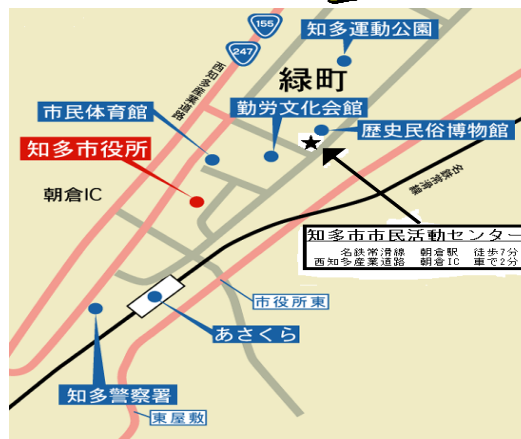 155
知多運動公園
247
西知多産業道路
緑町
市民体育館
勤労文化会館
歴史民俗博物館
知多市役所
名鉄常滑線
朝倉IC
知多市市民活動センター
名鉄常滑線 朝倉駅 徒歩7分
西知多産業道路 朝倉IC 車で2分
市役所東
あさくら
知多警察署
東屋敷